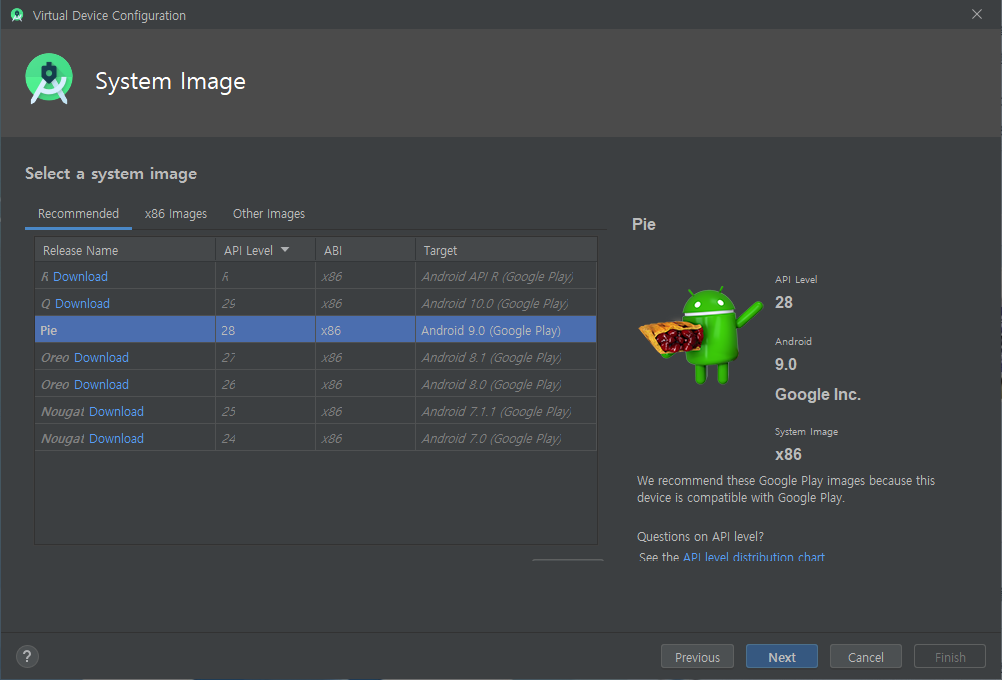 Virtual Device Configuration
System Image
Select a system image
Recommended x86 Images Other Images
Release Name API Level ABI Target
R Download R x86 Android API R (Google Play)
Q Download 29 x86 Android 10.0 (Google Play)
Pie 28 x86 Android 9.0 (Google Play)
Oreo Download 27 x86 Android 8.1 (Google Play)
Oreo Download 26 x86 Android 8.0 (Google Play)
Nougat Download 25 x86 Android 7.1.1 (Google Play)
Nougat Download 24 x86 Android 7.0 (Google Play)
Pie
API Level
28
Android
9.0
Google Inc.
System Image
x86
We recommend these Google Play images because this
device is compatible with Google Play.
Questions on API level?
See the API level distribution chart
?
Previous Next Cancel Finish